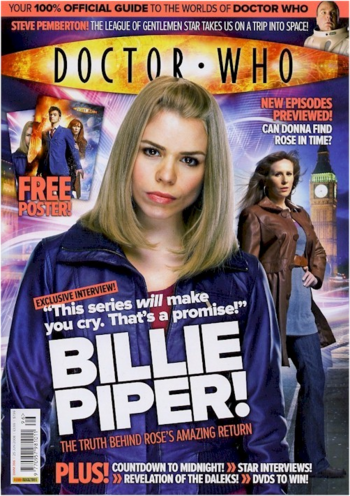 YOUR 100% OFFICIAL GUIDE TO THE WORLDS OF DOCTOR WHO
STEVE PEMBERTON! THE LEAGUE OF GENTLEMEN STAR TAKES US ON A TRIP INTO SPACE!
DOCTOR • WHO
NEW EPISODES
PREVIEWED!
CAN DONNA FIND
ROSE IN TIME?
FREE
POSTER!
EXCLUSIVE INTERVIEW!
"This series will make
you cry. That's a promise!"
BILLIE
PIPER!
THE TRUTH BEHIND ROSE'S AMAZING RETURN
PLUS! COUNTDOWN TO MIDNIGHT! » STAR INTERVIEWS!
» REVELATION OF THE DALEKS! » DVDS TO WIN!